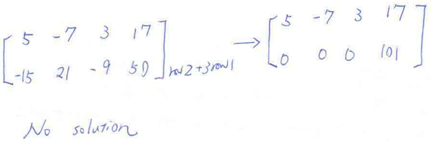 [5 -7 3 17 → [5 -7 3 17
-15 21 -9 50] row2+3row1 0 0 0 101]
No solution